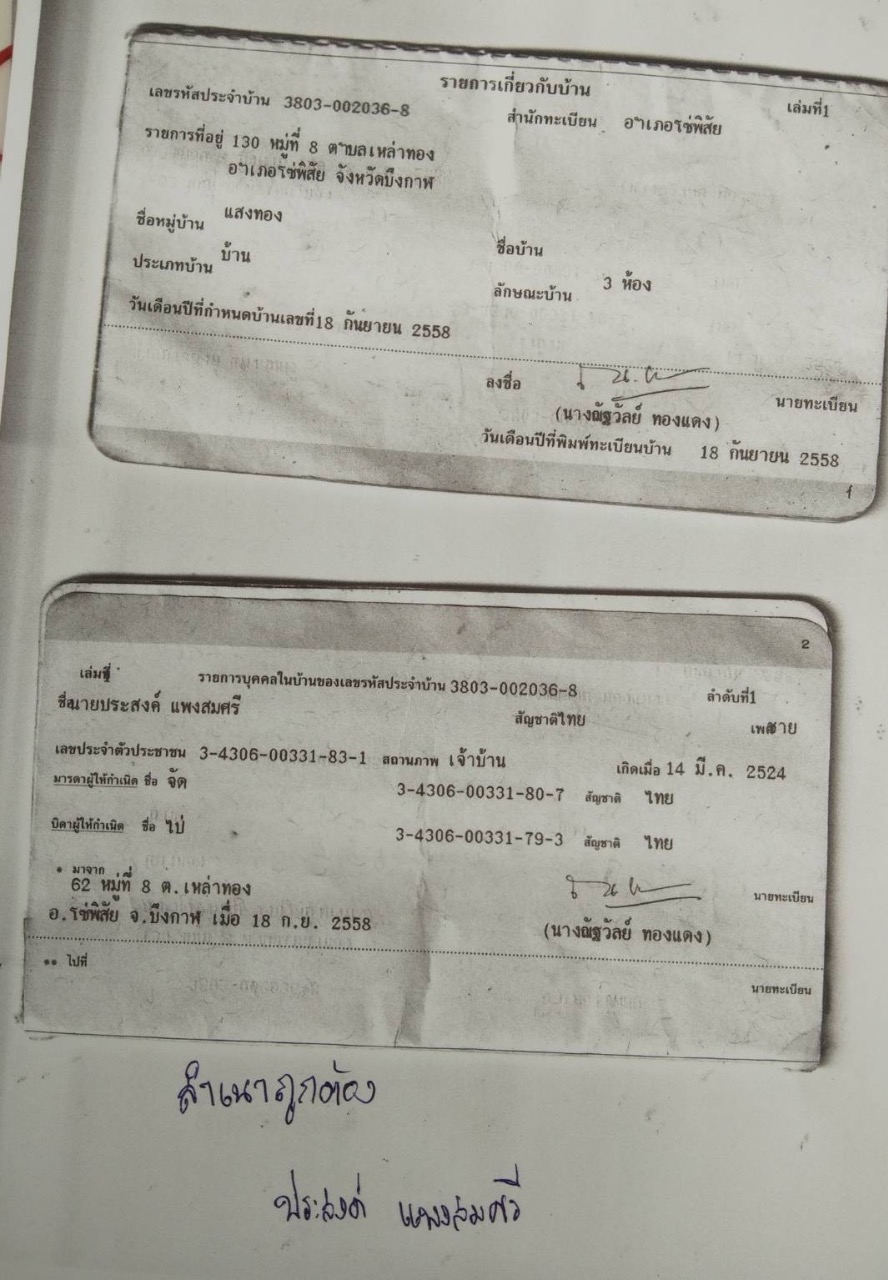 รายการเกี่ยวกับบ้าน เล่มที่1
เลขรหัสประจำบ้าน 3803-002036-8 สำนักทะเบียน อำเภอโซ่พิสัย
รายการที่อยู่ 130 หมู่ที่ 8 ตำบลเหล่าทอง
อำเภอโซ่พิสัย จังหวัดบึงกาฬ
ชื่อหมู่บ้าน แสงทอง ชื่อบ้าน
ประเภทบ้าน บ้าน ลักษณะบ้าน 3 ห้อง
วันเดือนปีที่กำหนดบ้านเลขที่18 กันยายน 2558
ลงชื่อ นายทะเบียน
(นางณัฐวัลย์ ทองแดง)
วันเดือนปีที่พิมพ์ทะเบียนบ้าน 18 กันยายน 2558
1
2
เล่มที่ รายการบุคคลในบ้านของเลขรหัสประจำบ้าน 3803-002036-8 ลำดับที่1
ชื่อนายประสงค์ แพงสมศรี สัญชาติไทย เพศชาย
เลขประจำตัวประชาชน 3-4306-00331-83-1 สถานภาพ เจ้าบ้าน เกิดเมื่อ 14 มี.ค. 2524
มารดาผู้ให้กำเนิด ชื่อ จัด 3-4306-00331-80-7 สัญชาติ ไทย
บิดาผู้ให้กำเนิด ชื่อ ไป 3-4306-00331-79-3 สัญชาติ ไทย
* มาจาก
62 หมู่ที่ 8 ต.เหล่าทอง นายทะเบียน
อ.โซ่พิสัย จ.บึงกาฬ เมื่อ 18 ก.ย. 2558 (นางณัฐวัลย์ ทองแดง)
** ไปที่ นายทะเบียน
สำเนาถูกต้อง
ประสงค์ แพงสมศรี